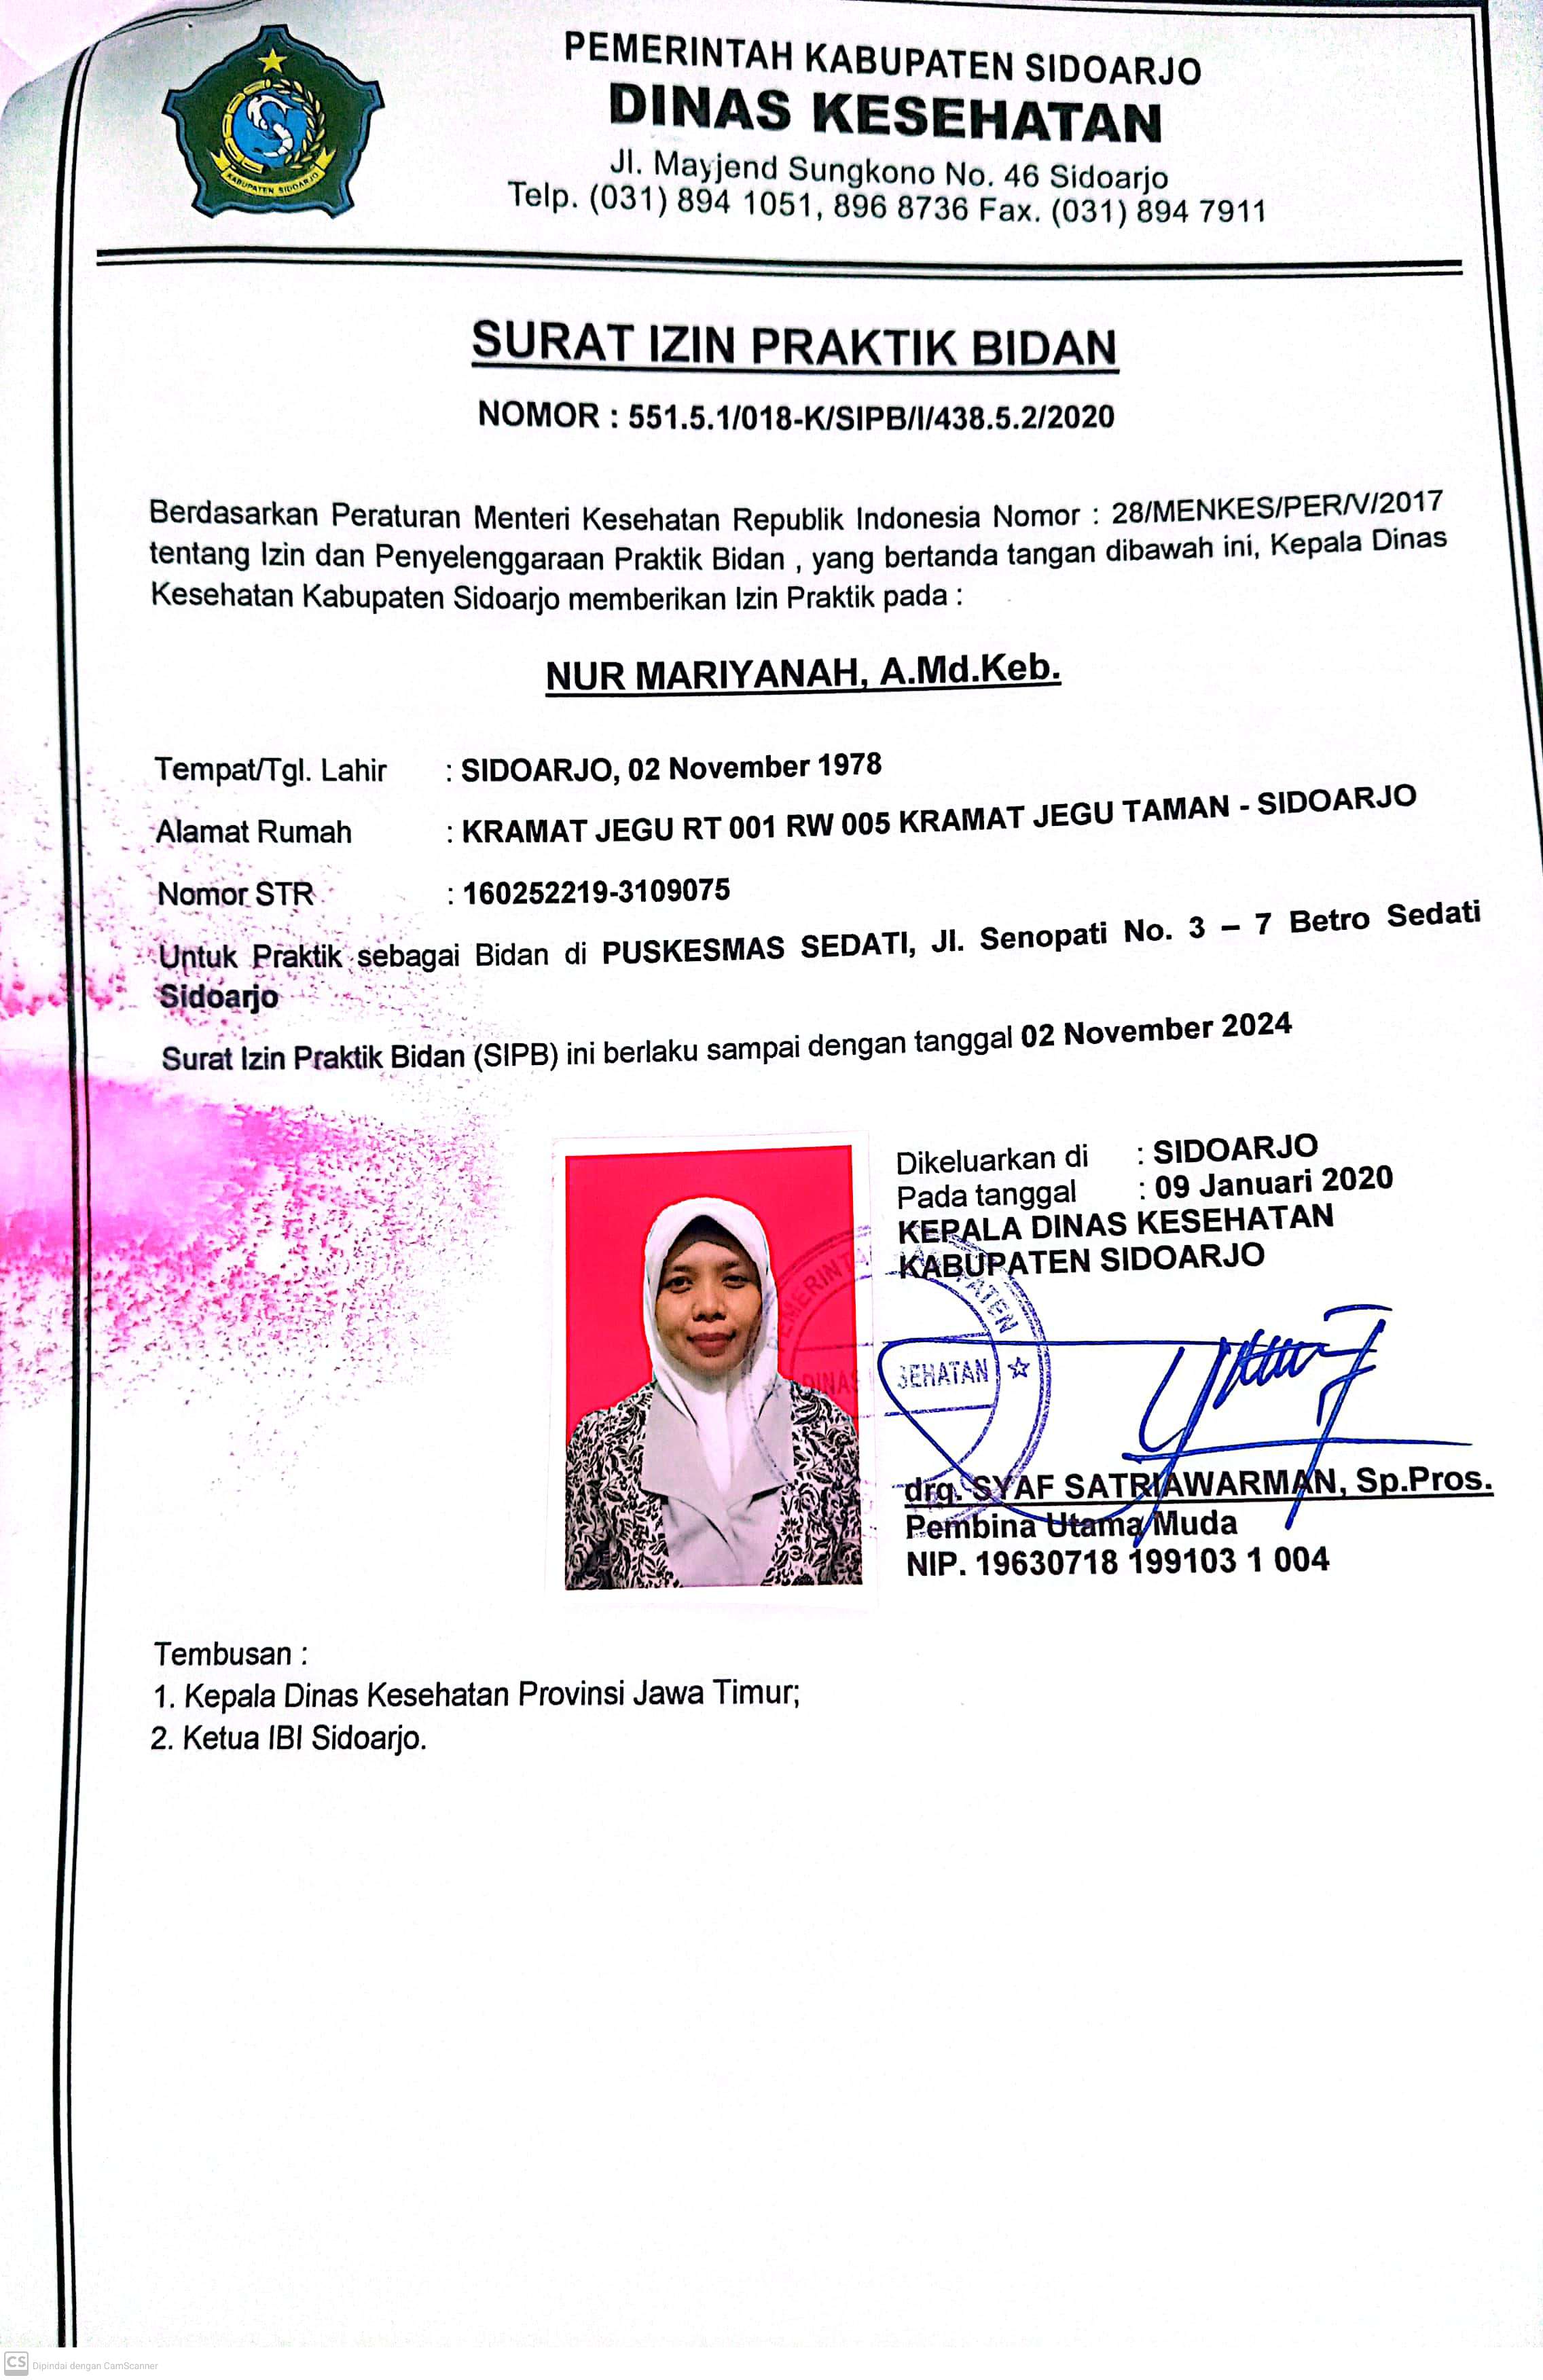 KABUPATEN SIDOARJO
PEMERINTAH KABUPATEN SIDOARJO
DINAS KESEHATAN
Jl. Mayjend Sungkono No. 46 Sidoarjo
Telp. (031) 894 1051, 896 8736 Fax. (031) 894 7911
SURAT IZIN PRAKTIK BIDAN
NOMOR : 551.5.1/018-K/SIPB/I/438.5.2/2020
Berdasarkan Peraturan Menteri Kesehatan Republik Indonesia Nomor : 28/MENKES/PER/V/2017
tentang Izin dan Penyelenggaraan Praktik Bidan , yang bertanda tangan dibawah ini, Kepala Dinas
Kesehatan Kabupaten Sidoarjo memberikan Izin Praktik pada :
NUR MARIYANAH, A.Md.Keb.
Tempat/Tgl. Lahir : SIDOARJO, 02 November 1978
Alamat Rumah : KRAMAT JEGU RT 001 RW 005 KRAMAT JEGU TAMAN - SIDOARJO
Nomor STR : 160252219-3109075
Untuk Praktik sebagai Bidan di PUSKESMAS SEDATI, Jl. Senopati No. 3 – 7 Betro Sedati
Sidoarjo
Surat Izin Praktik Bidan (SIPB) ini berlaku sampai dengan tanggal 02 November 2024
Dikeluarkan di : SIDOARJO
Pada tanggal : 09 Januari 2020
KEPALA DINAS KESEHATAN
KABUPATEN SIDOARJO
drg. SYAF SATRIAWARMAN, Sp.Pros.
Pembina Utama Muda
NIP. 19630718 199103 1 004
Tembusan :
1. Kepala Dinas Kesehatan Provinsi Jawa Timur;
2. Ketua IBI Sidoarjo.
CS Dipindai dengan CamScanner